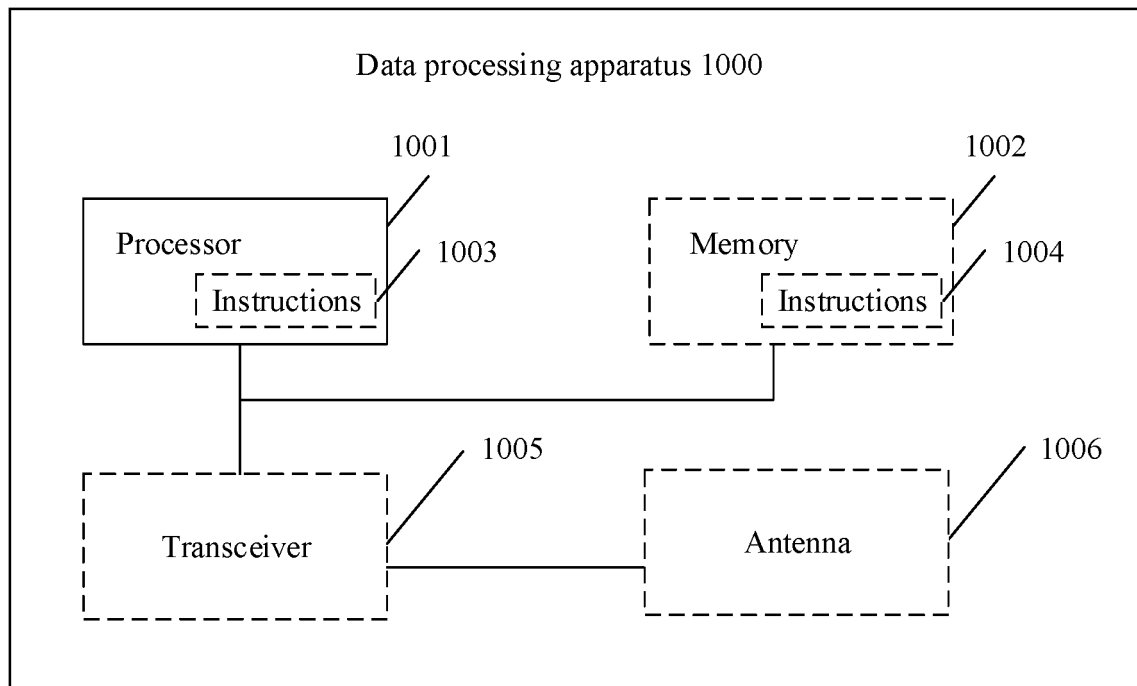 Data processing apparatus 1000
1001
1002
Processor
1003
Memory
1004
Instructions
Instructions
1005
1006
Transceiver
Antenna